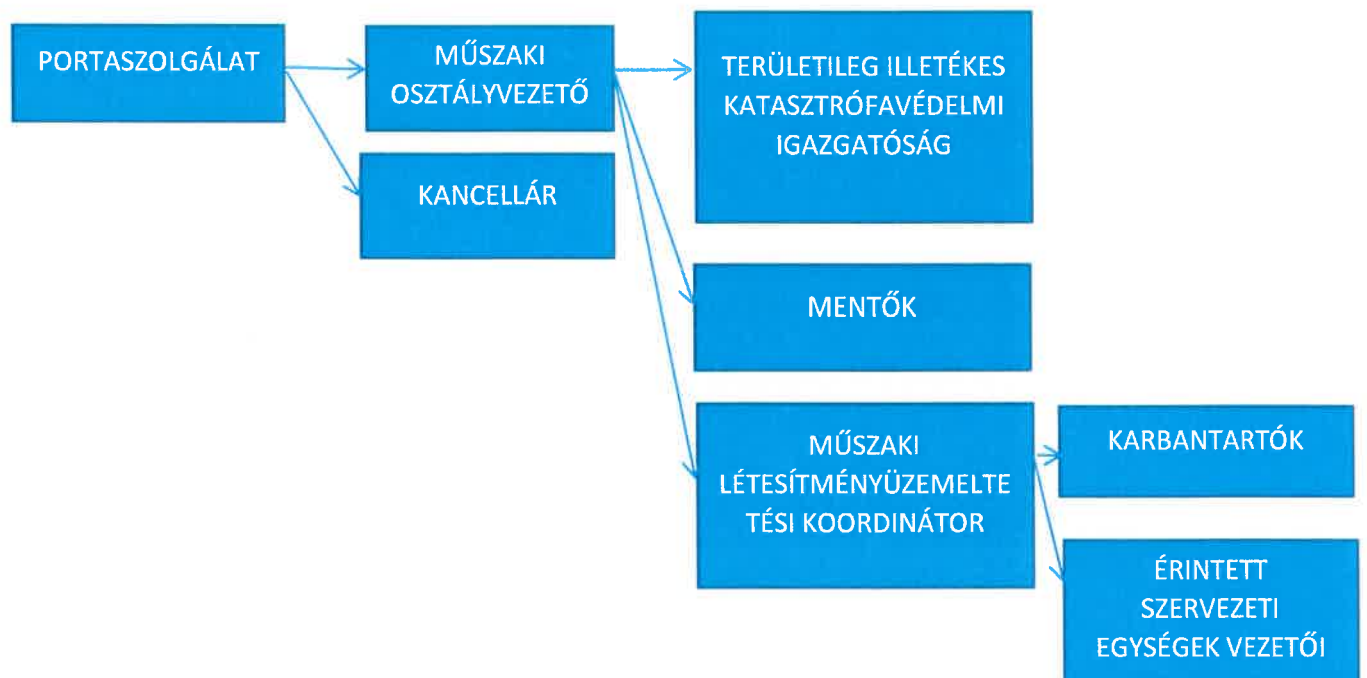 PORTASZOLGÁLAT
MŰSZAKI
OSZTÁLYVEZETŐ
KANCELLÁR
TERÜLETILEG ILLETÉKES
KATASZTRÓFAVÉDELMI
IGAZGATÓSÁG
MENTŐK
MŰSZAKI
LÉTESÍTMÉNYÜZEMELTE
TÉSI KOORDINÁTOR
KARBANTARTÓK
ÉRINTETT
SZERVEZETI
EGYSÉGEK VEZETŐI